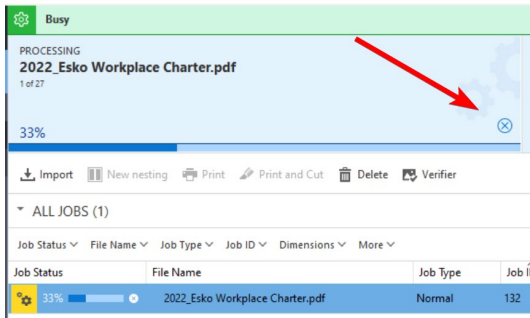 Busy
PROCESSING
2022_Esko Workplace Charter.pdf
1 of 27
33%
Import New nesting Print Print and Cut Delete Verifier
ALL JOBS (1)
Job Status File Name Job Type Job ID Dimensions More
Job Status File Name Job Type Job
33% 2022_Esko Workplace Charter.pdf Normal 132